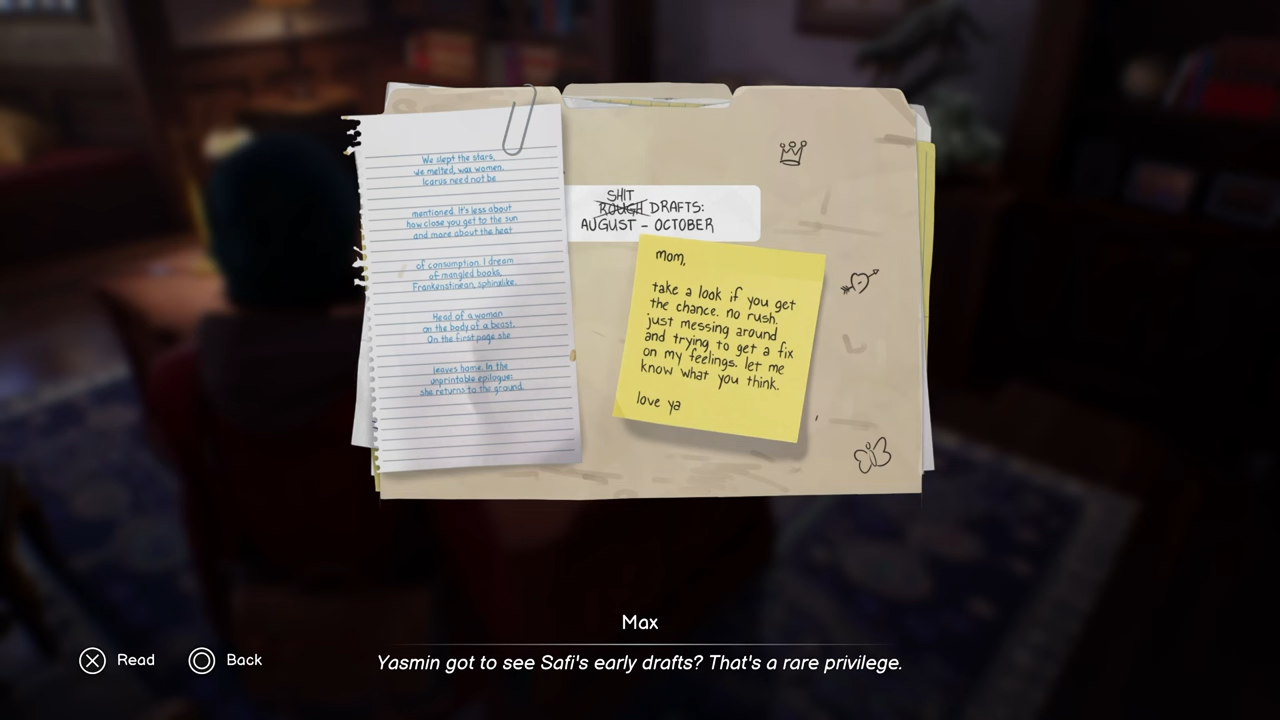 We slept the stars,
we melted, wax women.
Icarus need not be
mentioned. It's less about
how close you get to the sun
and more about the heat
of consumption. I dream
of mangled books,
Frankensteinean, sphinxlike.
Head of a woman
on the body of a beast.
On the first page she
leaves home. In the
unprintable epilogue:
she returns to the ground.
SHIT
ROUGH DRAFTS:
AUGUST - OCTOBER
mom,
take a look if you get
the chance. no rush.
just messing around
and trying to get a fix
on my feelings. let me
know what you think.
love ya
Max
Yasmin got to see Safi's early drafts? That's a rare privilege.
Read
Back